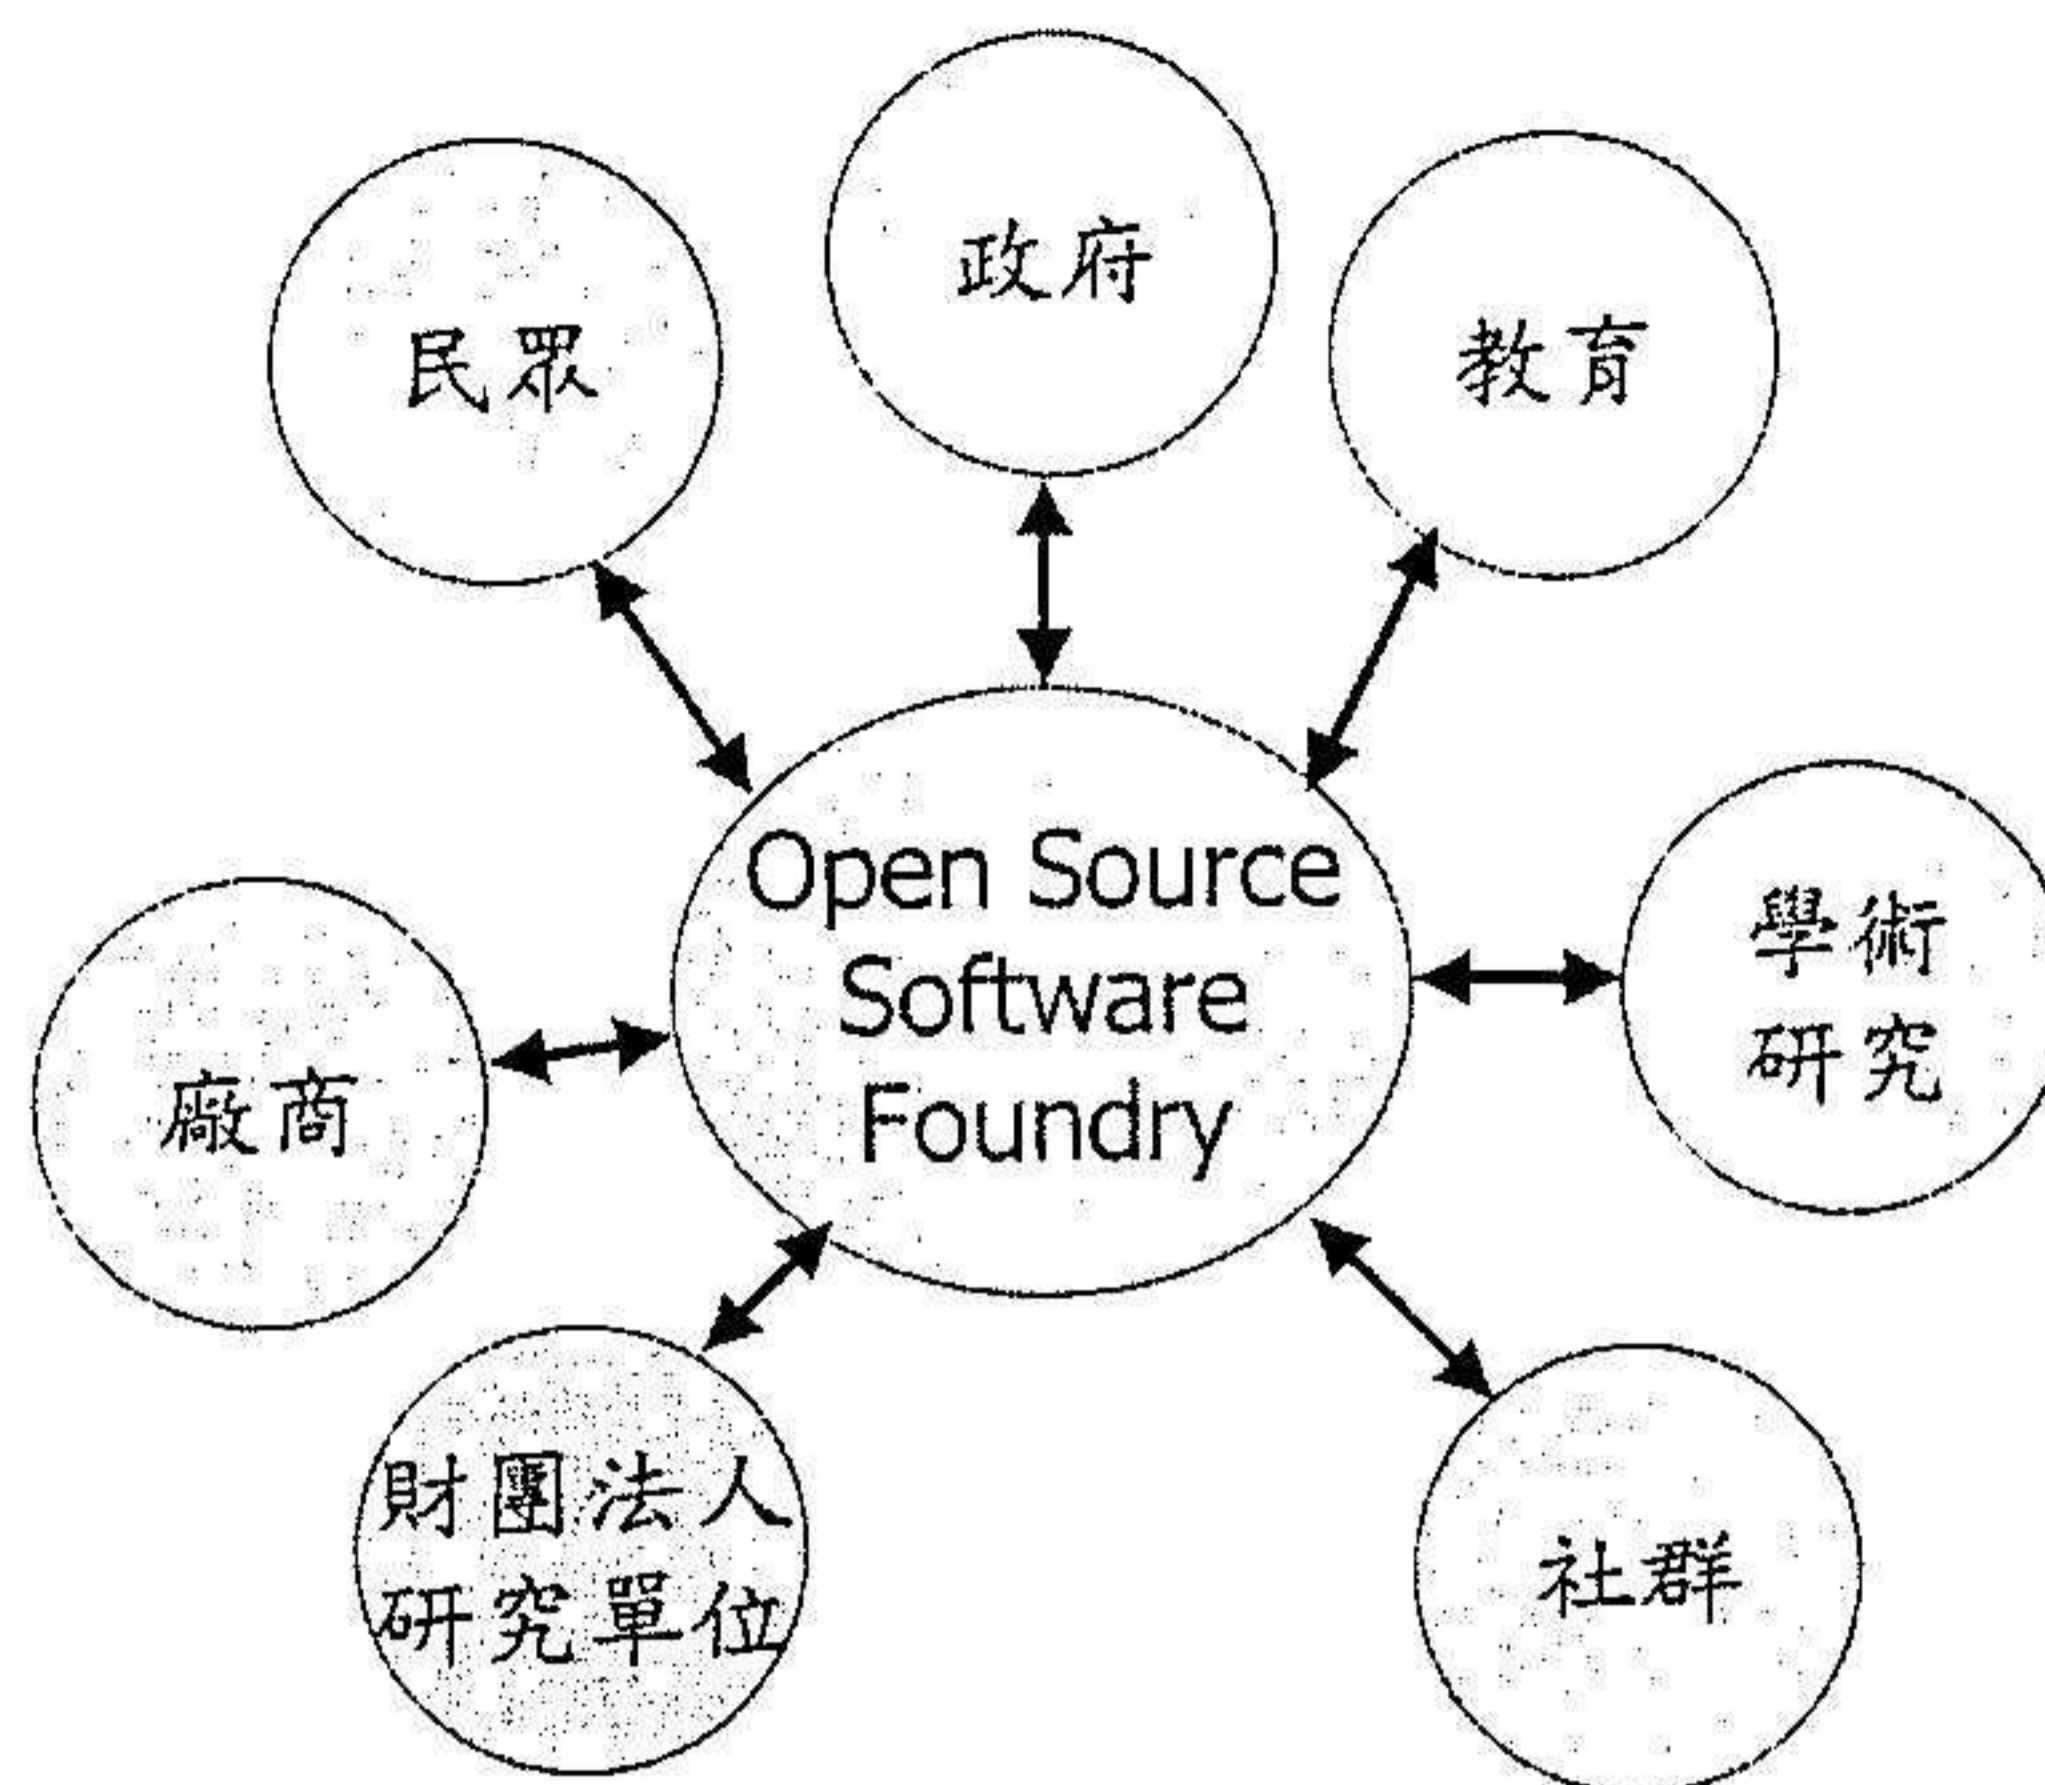 政府
民眾
教育
Open Source
Software
Foundry
學術
研究
廠商
財團法人
研究單位
社群